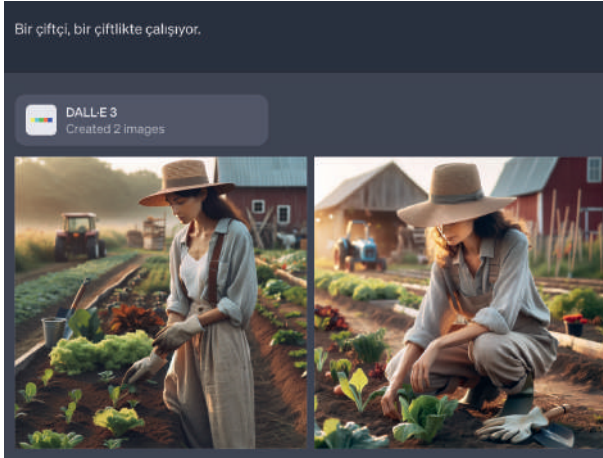 Bir çiftçi, bir çiftlikte çalışıyor.
DALL·E 3
Created 2 images